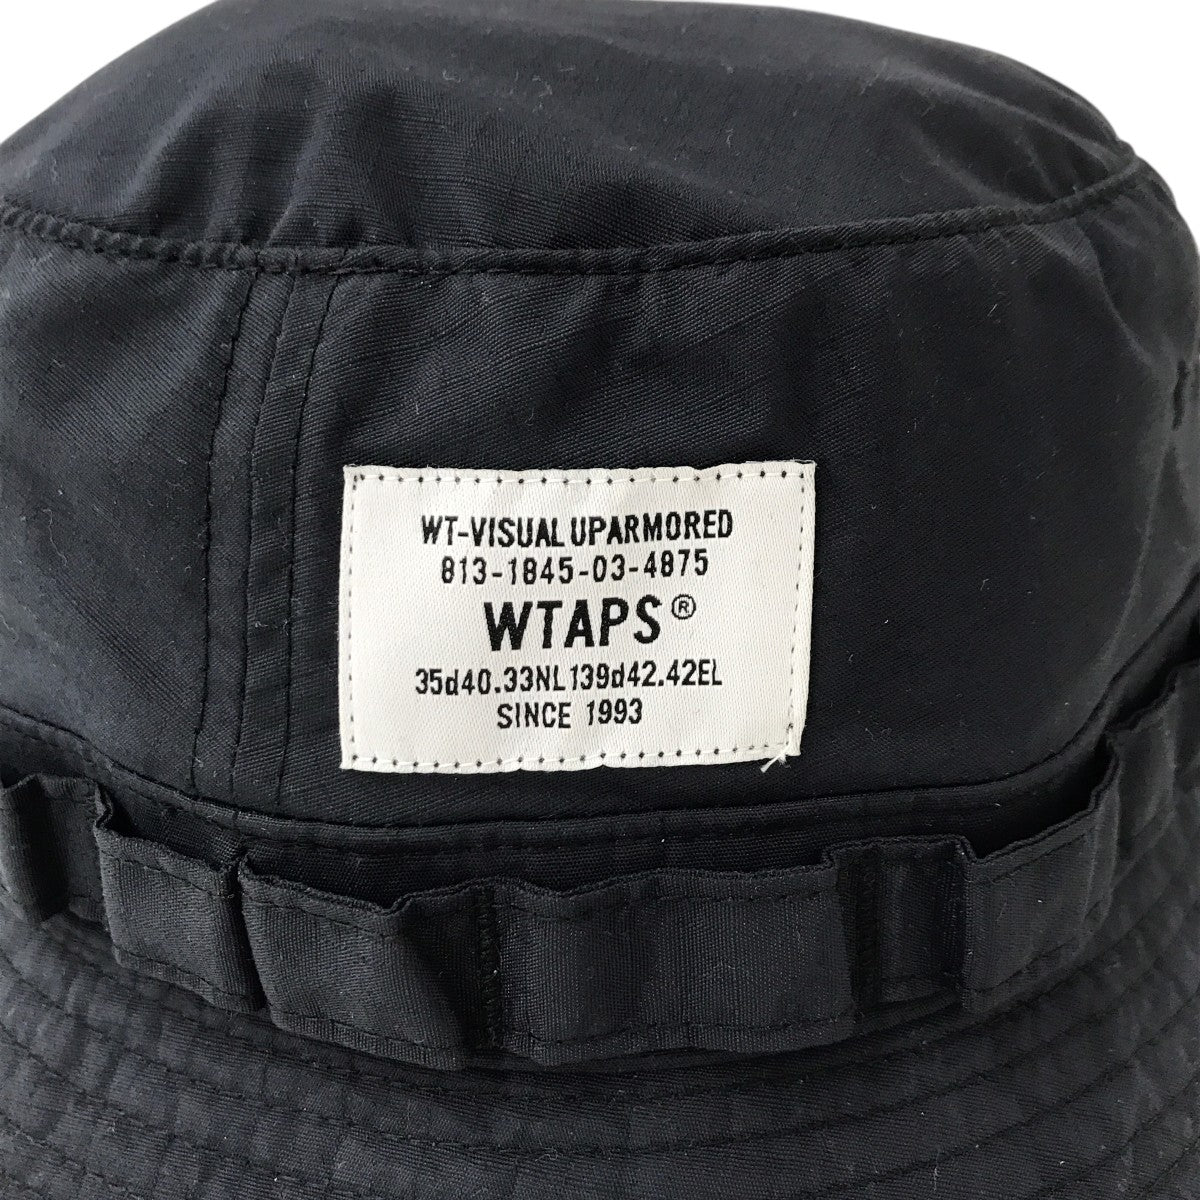 WT-VISUAL UPARMORED
813-1845-03-4875
WTAPS®
35d40.33NL139d42.42EL
SINCE 1993